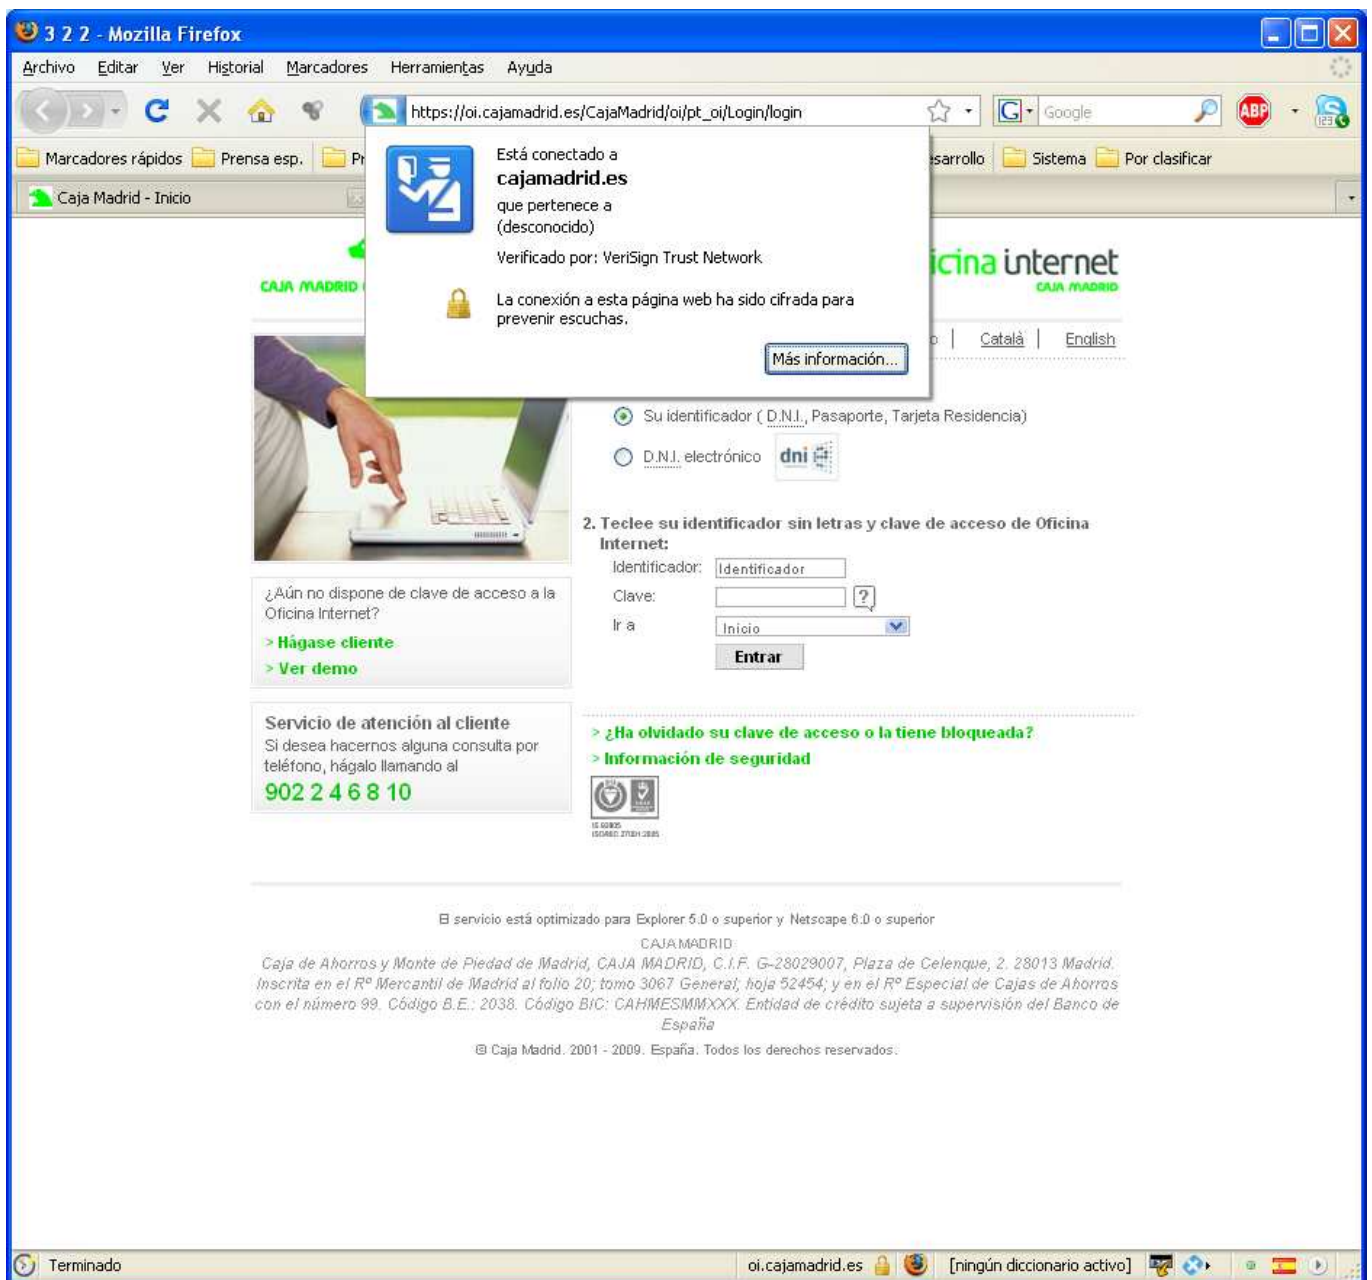 3 2 2 - Mozilla Firefox
Archivo Editar Ver Historial Marcadores Herramientas Ayuda
https://oi.cajamadrid.es/CajaMadrid/oi/pt_oi/Login/login
Google
ABP
Marcadores rápidos Prensa esp. Sistema Por clasificar
Caja Madrid - Inicio
Está conectado a
cajamadrid.es
que pertenece a
(desconocido)
Verificado por: VeriSign Trust Network
La conexión a esta página web ha sido cifrada para
prevenir escuchas.
Más información...
CAJA MADRID
internet
CAJA MADRID
Català | English
Su identificador ( D.N.I., Pasaporte, Tarjeta Residencia)
D.N.I. electrónico dni
2. Teclee su identificador sin letras y clave de acceso de Oficina
Internet:
Identificador: Identificador
Clave: ?
Ir a Inicio
Entrar
¿Aún no dispone de clave de acceso a la
Oficina Internet?
> Hágase cliente
> Ver demo
Servicio de atención al cliente
Si desea hacernos alguna consulta por
teléfono, hágalo llamando al
902 2 4 6 8 10
> ¿Ha olvidado su clave de acceso o la tiene bloqueada?
> Información de seguridad
El servicio está optimizado para Explorer 5.0 o superior y Netscape 6.0 o superior
CAJA MADRID
Caja de Ahorros y Monte de Piedad de Madrid, CAJA MADRID, C.I.F. G-28029007, Plaza de Celenque, 2. 28013 Madrid.
Inscrita en el Rº Mercantil de Madrid al folio 20; tomo 3067 General; hoja 52454; y en el Rº Especial de Cajas de Ahorros
con el número 99. Código B.E.: 2038. Código BIC: CAHMESMMXXX. Entidad de crédito sujeta a supervisión del Banco de
España
© Caja Madrid. 2001 - 2009. España. Todos los derechos reservados.
Terminado oi.cajamadrid.es [ningún diccionario activo]